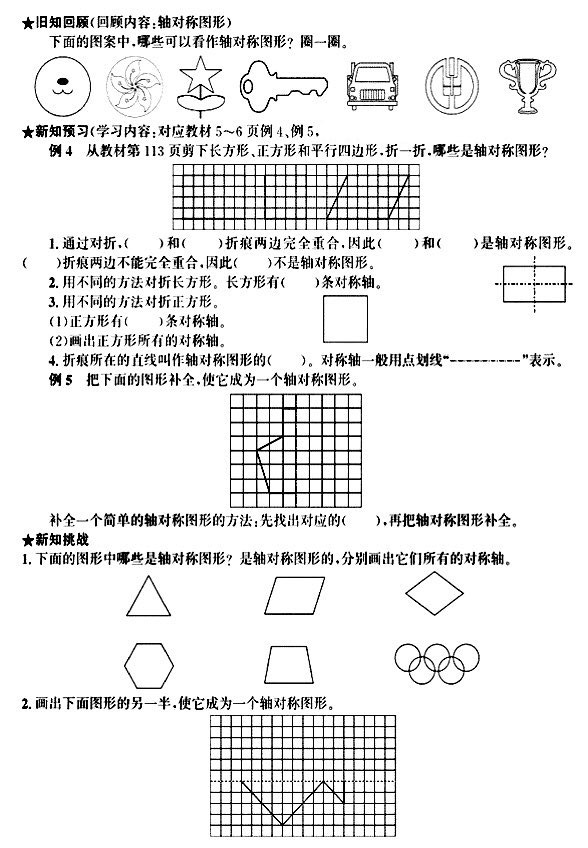 ★旧知回顾(回顾内容:轴对称图形)
下面的图案中,哪些可以看作轴对称图形？圈一圈。
★新知预习(学习内容:对应教材 5～6 页例 4、例 5。
例 4 从教材第 113 页剪下长方形、正方形和平行四边形,折一折,哪些是轴对称图形？
1. 通过对折,( )和( )折痕两边完全重合,因此( )和( )是轴对称图形。
( )折痕两边不能完全重合,因此( )不是轴对称图形。
2. 用不同的方法对折长方形。长方形有( )条对称轴。
3. 用不同的方法对折正方形。
(1)正方形有( )条对称轴。
(2)画出正方形所有的对称轴。
4. 折痕所在的直线叫作轴对称图形的( )。对称轴一般用点划线“-·-·-·-·-”表示。
例 5 把下面的图形补全,使它成为一个轴对称图形。
补全一个简单的轴对称图形的方法:先找出对应的( ),再把轴对称图形补全。
★新知挑战
1. 下面的图形中哪些是轴对称图形？是轴对称图形的,分别画出它们所有的对称轴。
2. 画出下面图形的另一半,使它成为一个轴对称图形。